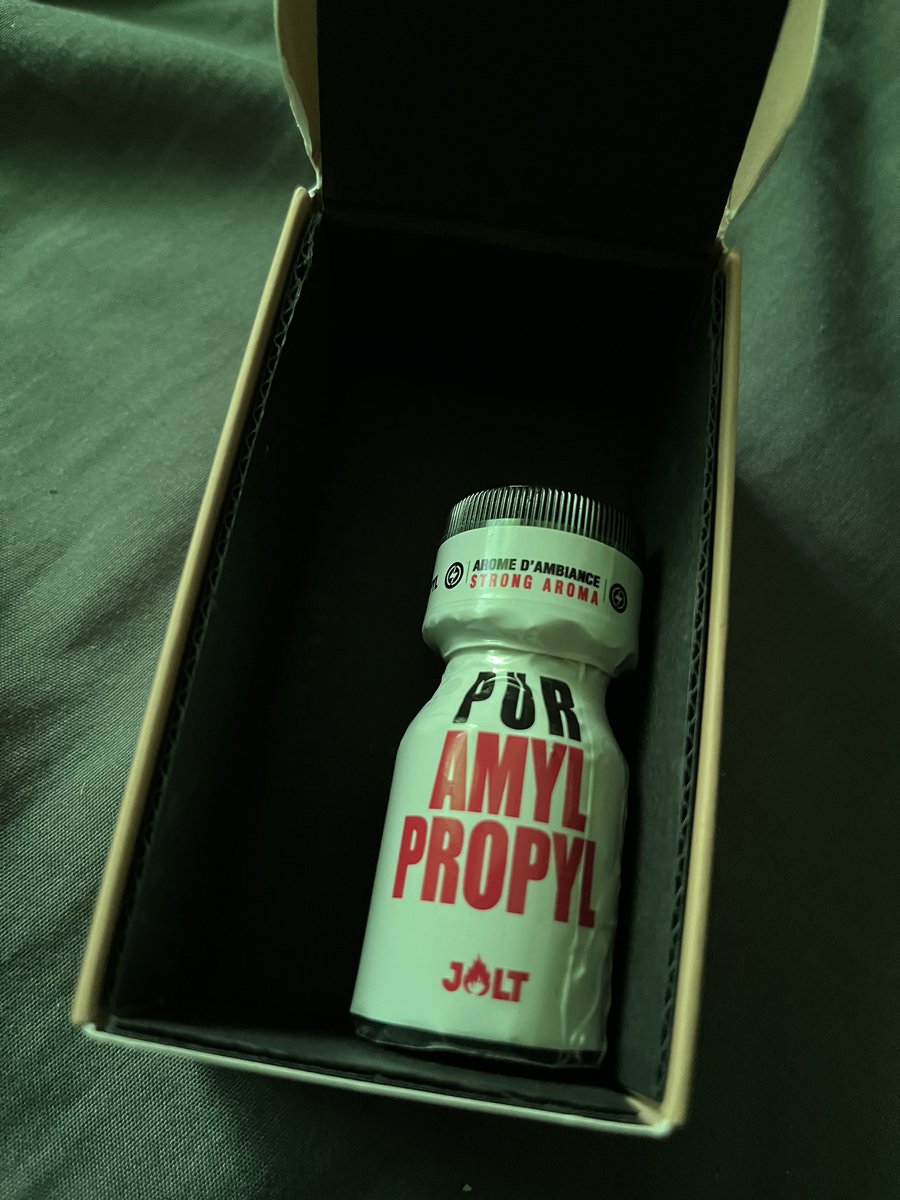 AROME D'AMBIANCE
STRONG AROMA
PUR
AMYL
PROPYL
JOLT